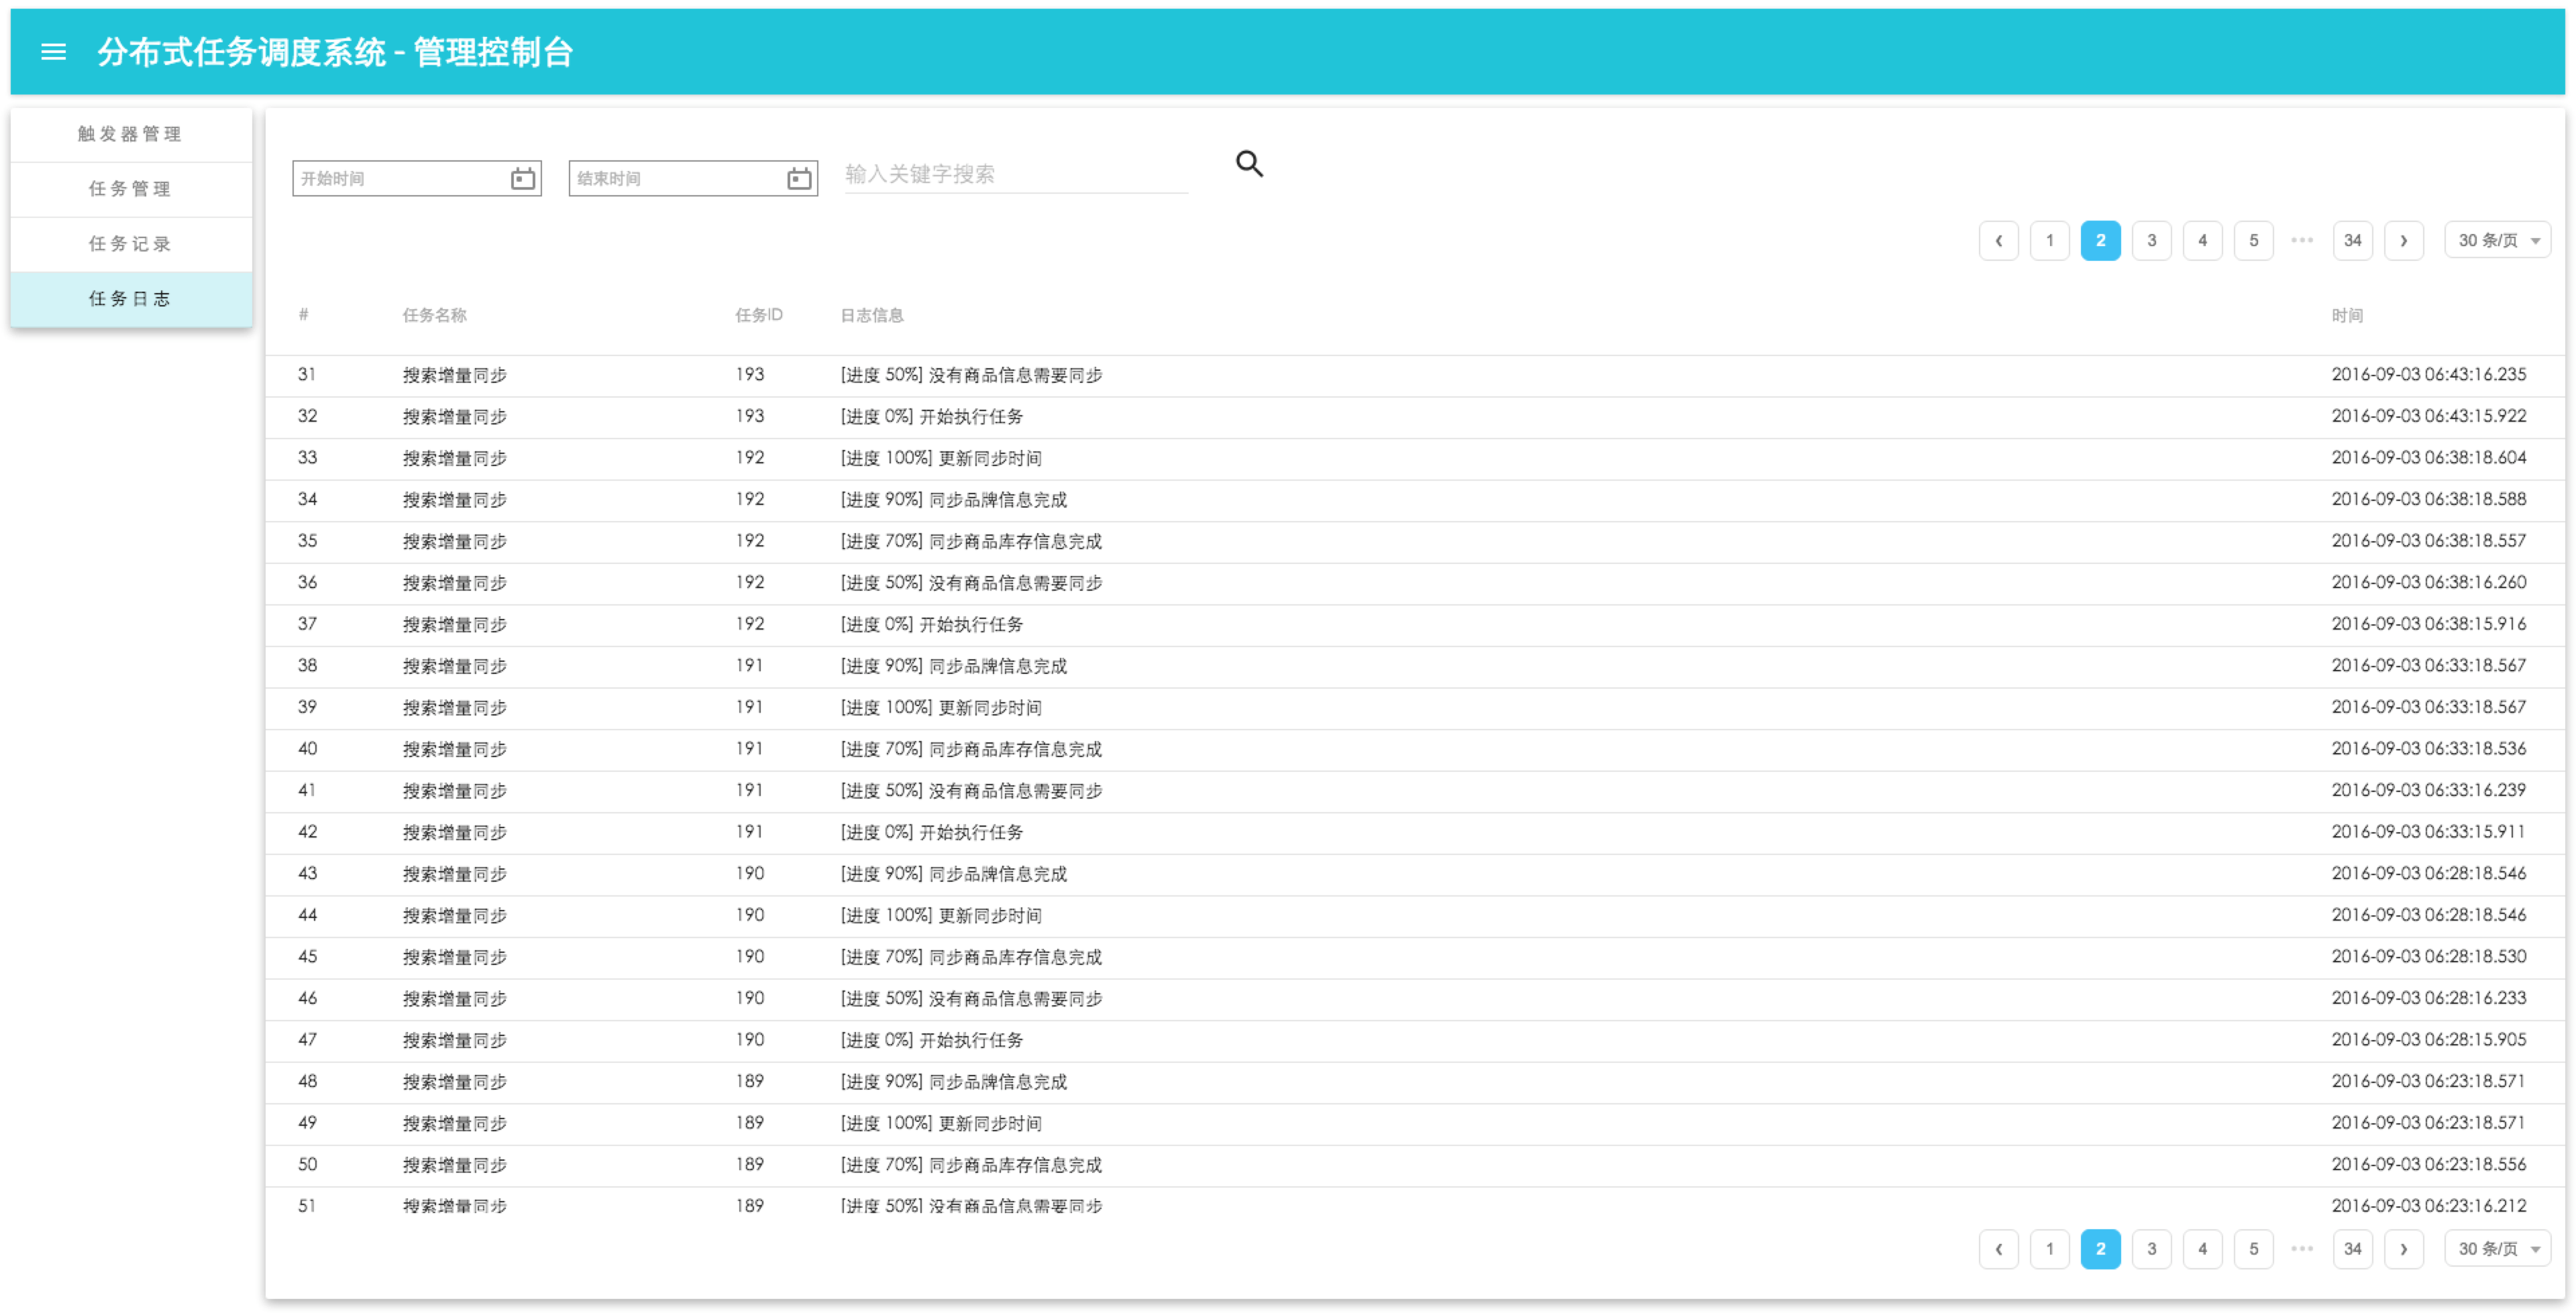 分布式任务调度系统 - 管理控制台
触发器管理
任务管理
任务记录
任务日志
开始时间 结束时间 输入关键字搜索
‹ 1 2 3 4 5 ··· 34 › 30 条/页
# 任务名称 任务ID 日志信息 时间
31 搜索增量同步 193 [进度 50%] 没有商品信息需要同步 2016-09-03 06:43:16.235
32 搜索增量同步 193 [进度 0%] 开始执行任务 2016-09-03 06:43:15.922
33 搜索增量同步 192 [进度 100%] 更新同步时间 2016-09-03 06:38:18.604
34 搜索增量同步 192 [进度 90%] 同步品牌信息完成 2016-09-03 06:38:18.588
35 搜索增量同步 192 [进度 70%] 同步商品库存信息完成 2016-09-03 06:38:18.557
36 搜索增量同步 192 [进度 50%] 没有商品信息需要同步 2016-09-03 06:38:16.260
37 搜索增量同步 192 [进度 0%] 开始执行任务 2016-09-03 06:38:15.916
38 搜索增量同步 191 [进度 90%] 同步品牌信息完成 2016-09-03 06:33:18.567
39 搜索增量同步 191 [进度 100%] 更新同步时间 2016-09-03 06:33:18.567
40 搜索增量同步 191 [进度 70%] 同步商品库存信息完成 2016-09-03 06:33:18.536
41 搜索增量同步 191 [进度 50%] 没有商品信息需要同步 2016-09-03 06:33:16.239
42 搜索增量同步 191 [进度 0%] 开始执行任务 2016-09-03 06:33:15.911
43 搜索增量同步 190 [进度 90%] 同步品牌信息完成 2016-09-03 06:28:18.546
44 搜索增量同步 190 [进度 100%] 更新同步时间 2016-09-03 06:28:18.546
45 搜索增量同步 190 [进度 70%] 同步商品库存信息完成 2016-09-03 06:28:18.530
46 搜索增量同步 190 [进度 50%] 没有商品信息需要同步 2016-09-03 06:28:16.233
47 搜索增量同步 190 [进度 0%] 开始执行任务 2016-09-03 06:28:15.905
48 搜索增量同步 189 [进度 90%] 同步品牌信息完成 2016-09-03 06:23:18.571
49 搜索增量同步 189 [进度 100%] 更新同步时间 2016-09-03 06:23:18.571
50 搜索增量同步 189 [进度 70%] 同步商品库存信息完成 2016-09-03 06:23:18.556
51 搜索增量同步 189 [进度 50%] 没有商品信息需要同步 2016-09-03 06:23:16.212
‹ 1 2 3 4 5 ··· 34 › 30 条/页